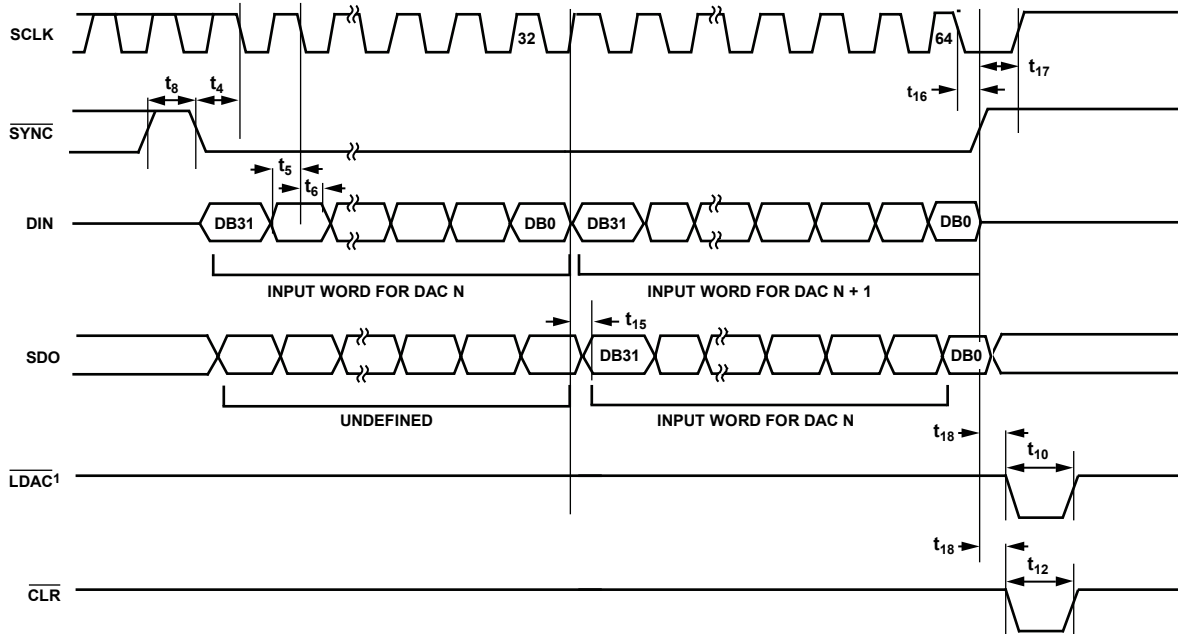 SCLK
32
64
t17
t16
t8
t4
SYNC
t5
t6
DIN
DB31
DB0
DB31
DB0
INPUT WORD FOR DAC N
INPUT WORD FOR DAC N + 1
t15
SDO
DB31
DB0
UNDEFINED
INPUT WORD FOR DAC N
t18
t10
LDAC1
t18
t12
CLR